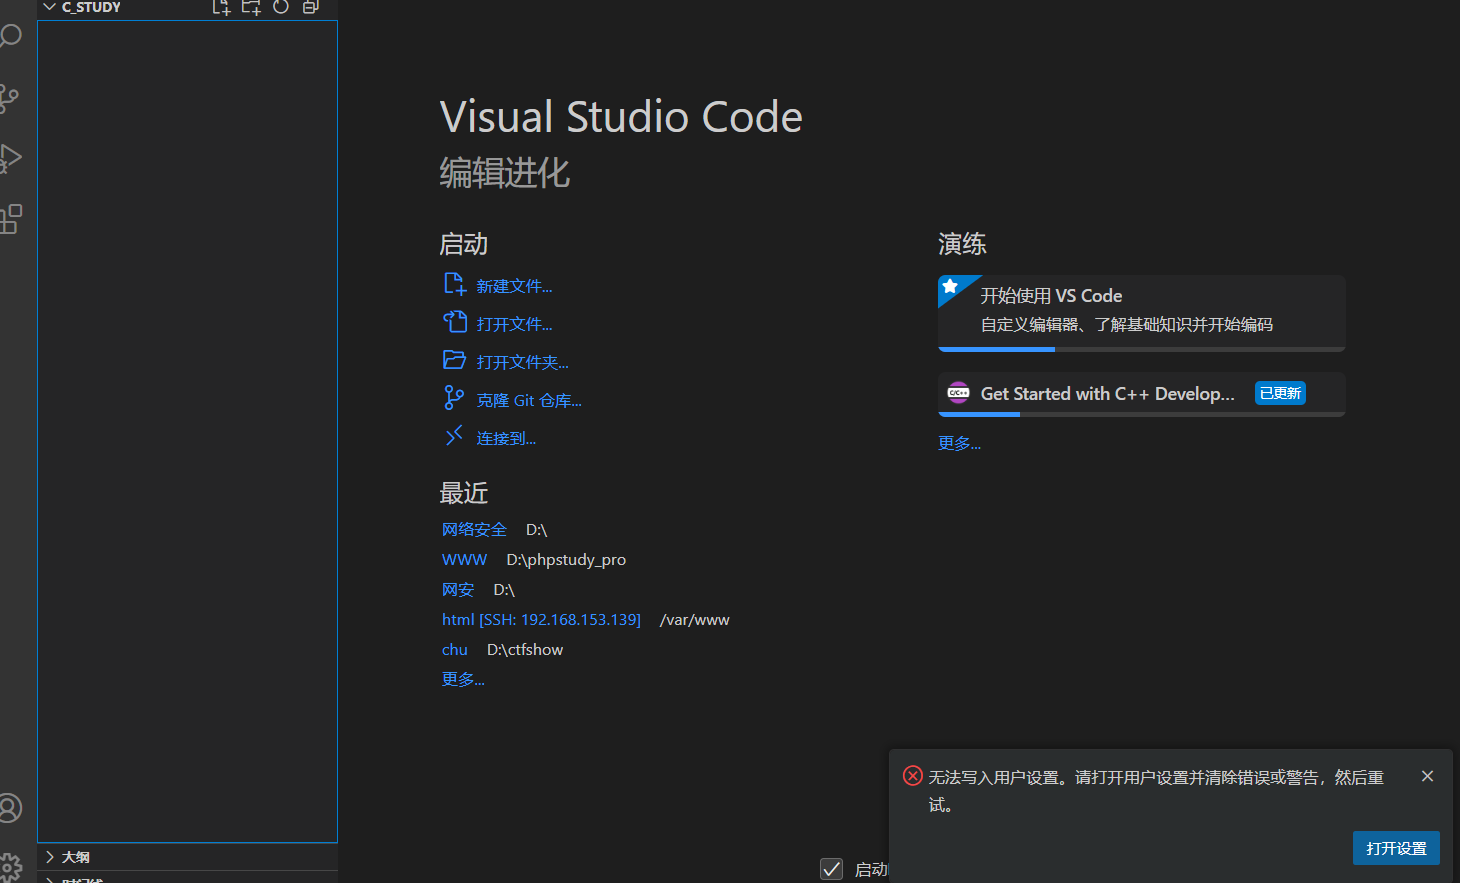 C_STUDY
Visual Studio Code
编辑进化
启动
新建文件...
打开文件...
打开文件夹...
克隆 Git 仓库...
连接到...
最近
网络安全 D:\
WWW D:\phpstudy_pro
网安 D:\
html [SSH: 192.168.153.139] /var/www
chu D:\ctfshow
更多...
演练
开始使用 VS Code
自定义编辑器、了解基础知识并开始编码
Get Started with C++ Develop... 已更新
更多...
无法写入用户设置。请打开用户设置并清除错误或警告，然后重
试。
打开设置
大纲
启动